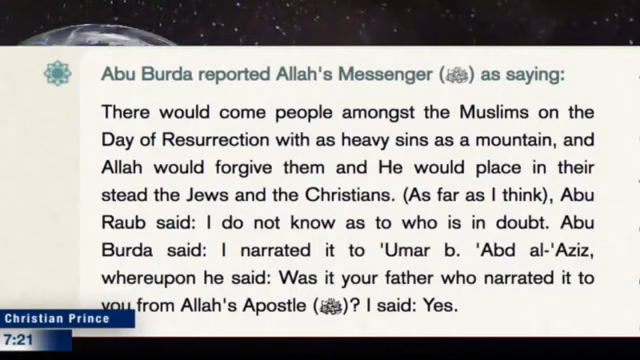 Abu Burda reported Allah's Messenger (ﷺ) as saying:
There would come people amongst the Muslims on the
Day of Resurrection with as heavy sins as a mountain, and
Allah would forgive them and He would place in their
stead the Jews and the Christians. (As far as I think), Abu
Raub said: I do not know as to who is in doubt. Abu
Burda said: I narrated it to 'Umar b. 'Abd al-'Aziz,
whereupon he said: Was it your father who narrated it to
you from Allah's Apostle (ﷺ)? I said: Yes.
Christian Prince
7:21